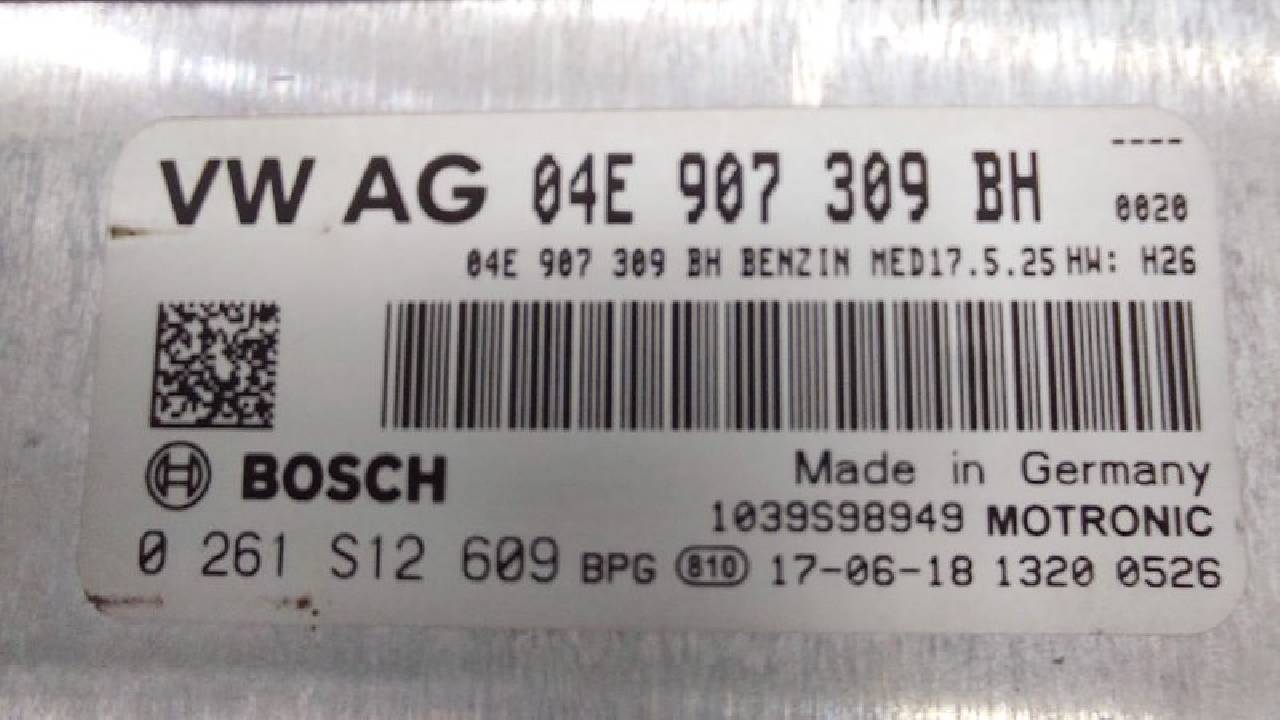 ----
VW AG 04E 907 309 BH 0020
04E 907 309 BH BENZIN MED17.5.25 HW: H26
BOSCH Made in Germany
1039S98949 MOTRONIC
0 261 S12 609 BPG 810 17-06-18 1320 0526